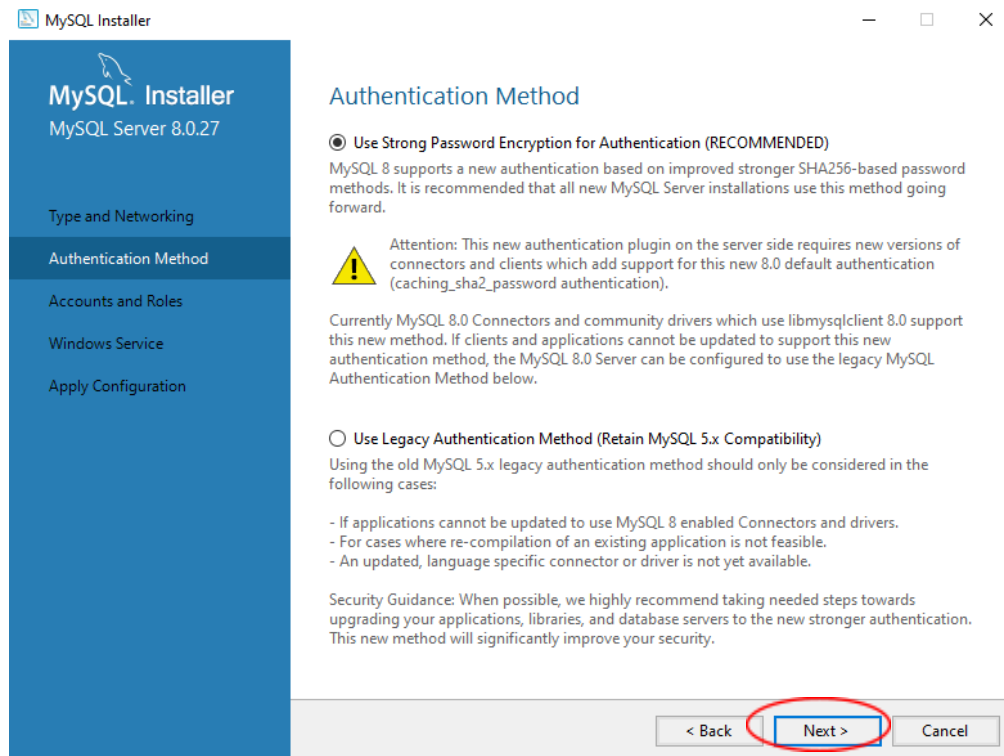 MySQL Installer
MySQL. Installer
MySQL Server 8.0.27
Type and Networking
Authentication Method
Accounts and Roles
Windows Service
Apply Configuration
Authentication Method
Use Strong Password Encryption for Authentication (RECOMMENDED)
MySQL 8 supports a new authentication based on improved stronger SHA256-based password
methods. It is recommended that all new MySQL Server installations use this method going
forward.
Attention: This new authentication plugin on the server side requires new versions of
connectors and clients which add support for this new 8.0 default authentication
(caching_sha2_password authentication).
Currently MySQL 8.0 Connectors and community drivers which use libmysqlclient 8.0 support
this new method. If clients and applications cannot be updated to support this new
authentication method, the MySQL 8.0 Server can be configured to use the legacy MySQL
Authentication Method below.
Use Legacy Authentication Method (Retain MySQL 5.x Compatibility)
Using the old MySQL 5.x legacy authentication method should only be considered in the
following cases:
- If applications cannot be updated to use MySQL 8 enabled Connectors and drivers.
- For cases where re-compilation of an existing application is not feasible.
- An updated, language specific connector or driver is not yet available.
Security Guidance: When possible, we highly recommend taking needed steps towards
upgrading your applications, libraries, and database servers to the new stronger authentication.
This new method will significantly improve your security.
< Back
Next >
Cancel